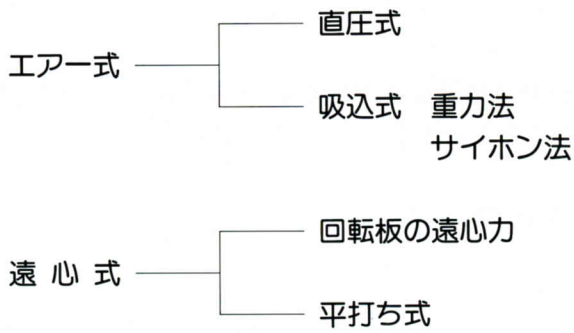 エアー式
直圧式
吸込式　重力法
サイホン法
遠 心 式
回転板の遠心力
平打ち式